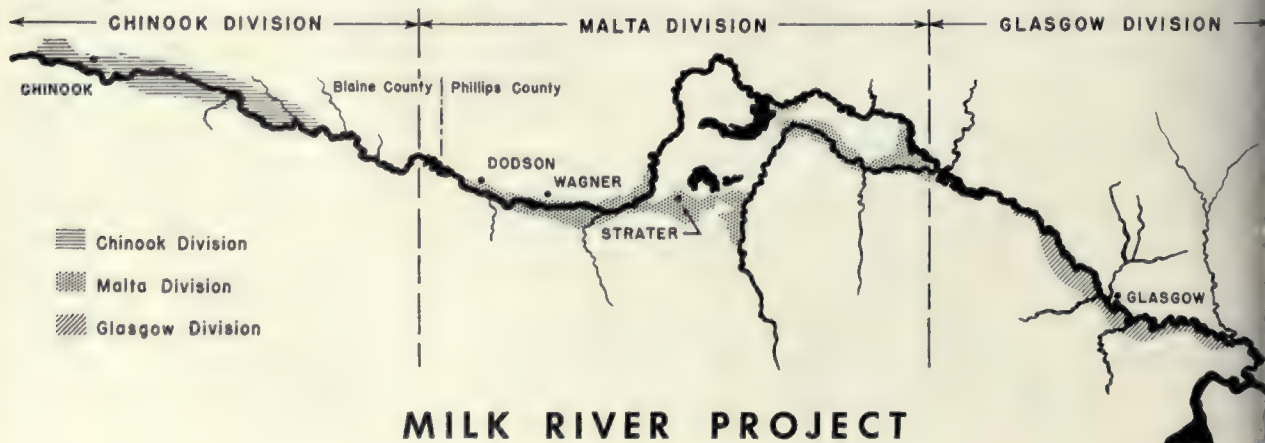 CHINOOK DIVISION
MALTA DIVISION
GLASGOW DIVISION
CHINOOK
Blaine County
Phillips County
DODSON
WAGNER
STRATER
GLASGOW
Chinook Division
Malta Division
Glasgow Division
MILK RIVER PROJECT